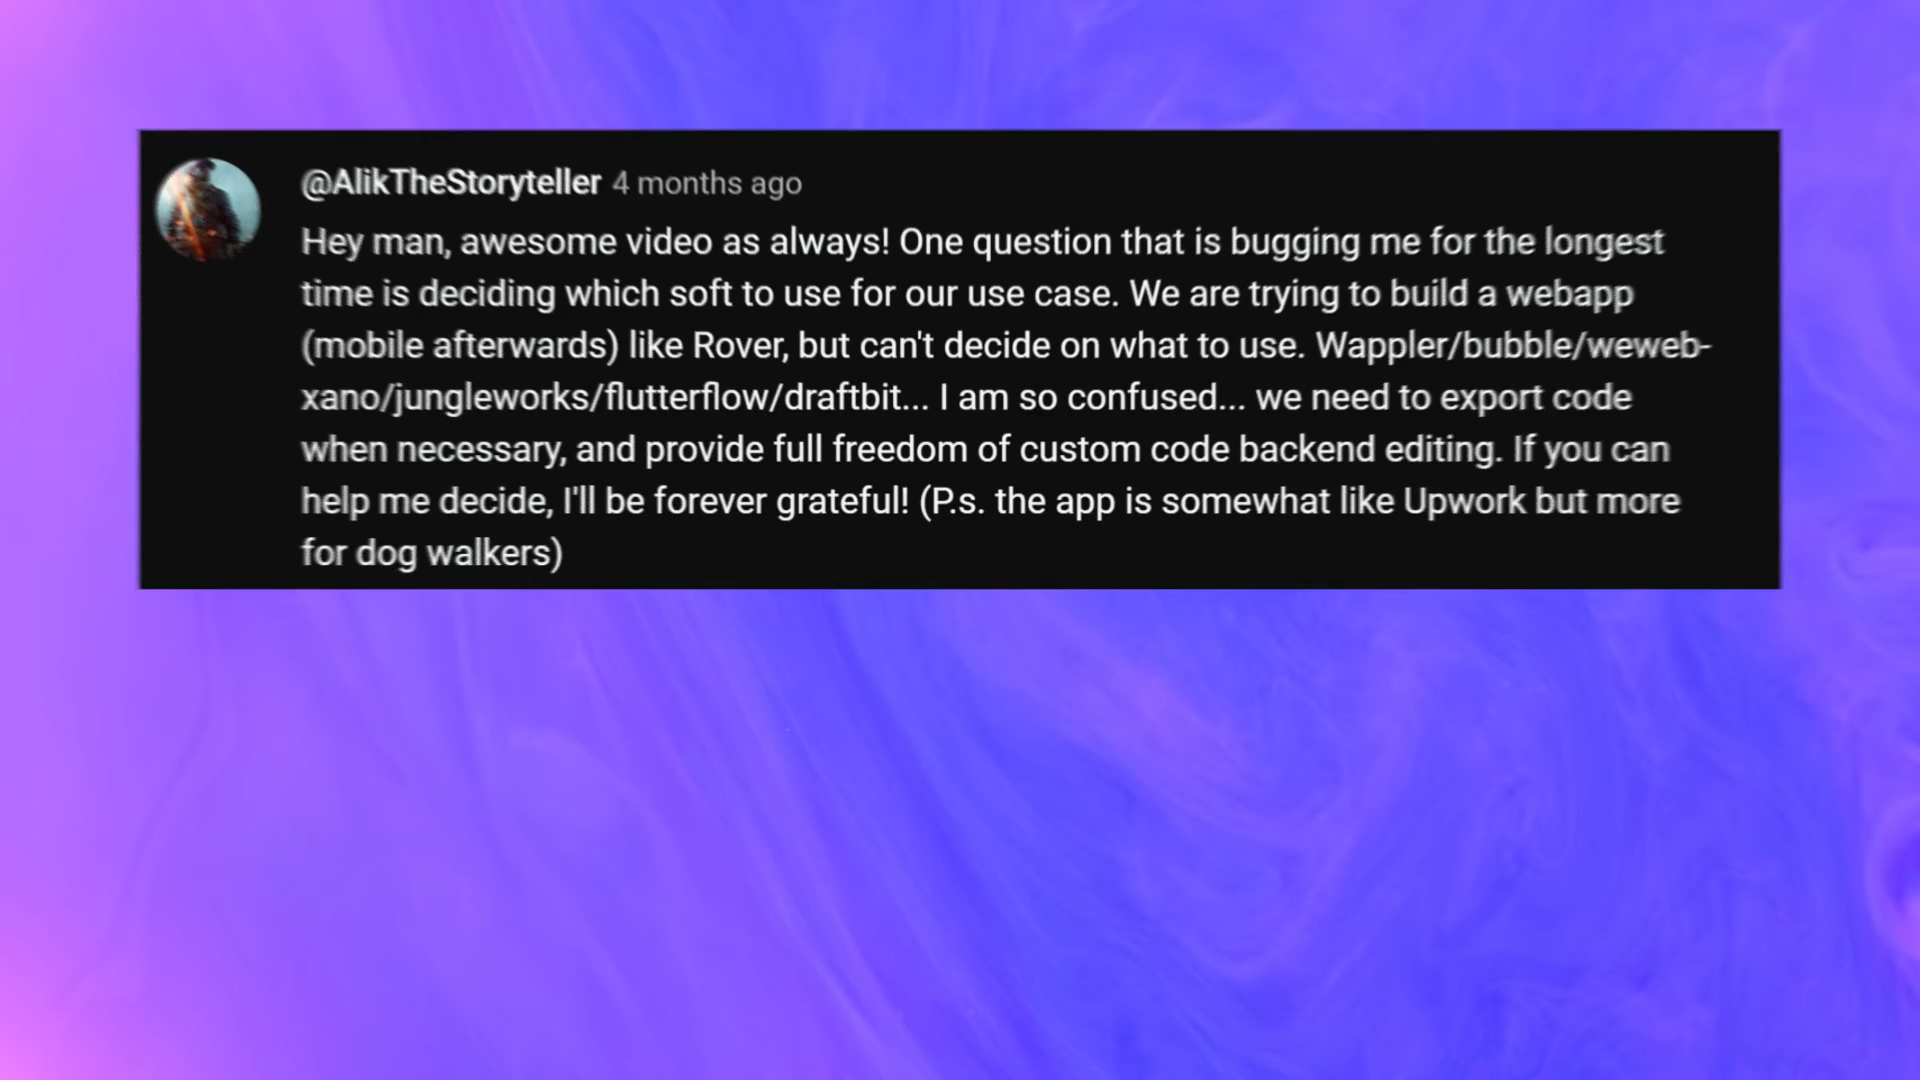 @AlikTheStoryteller 4 months ago
Hey man, awesome video as always! One question that is bugging me for the longest
time is deciding which soft to use for our use case. We are trying to build a webapp
(mobile afterwards) like Rover, but can't decide on what to use. Wappler/bubble/weweb-
xano/jungleworks/flutterflow/draftbit... I am so confused... we need to export code
when necessary, and provide full freedom of custom code backend editing. If you can
help me decide, I'll be forever grateful! (P.s. the app is somewhat like Upwork but more
for dog walkers)